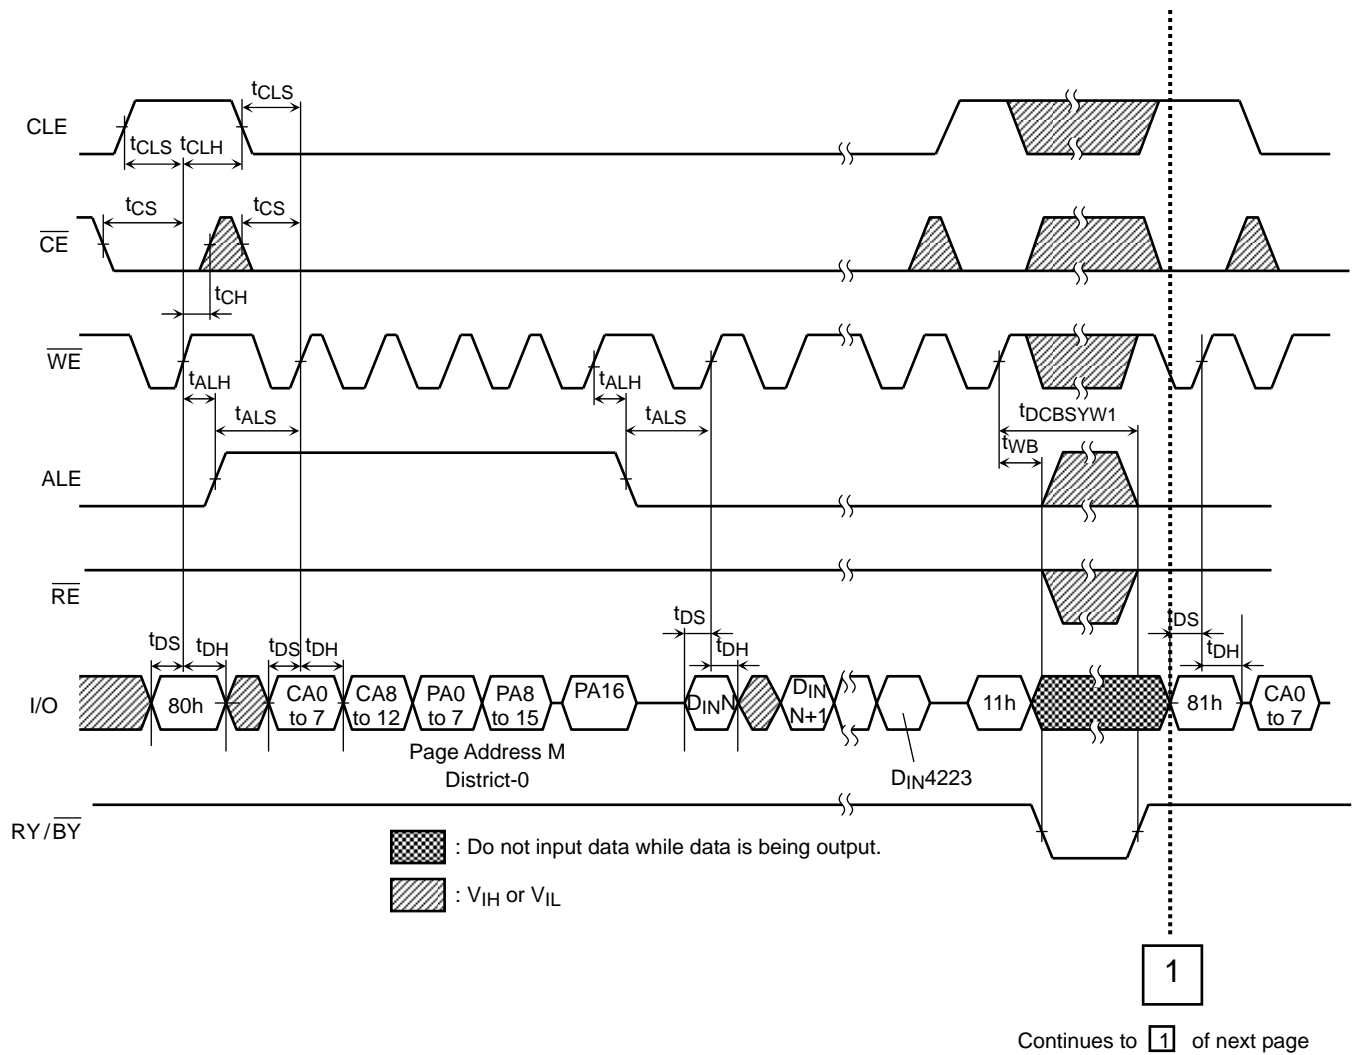 tCLS
CLE
tCLS tCLH
tCS tCS
CE
tCH
WE
tALH tALH
tALS tALS tDCBSYW1
tWB
ALE
RE
tDS tDS
tDS tDH tDS tDH tDH tDH
I/O 80h CA0 to 7 CA8 to 12 PA0 to 7 PA8 to 15 PA16 DINN DIN N+1 11h 81h CA0 to 7
Page Address M
District-0
DIN4223
RY/BY
: Do not input data while data is being output.
: VIH or VIL
1
Continues to 1 of next page